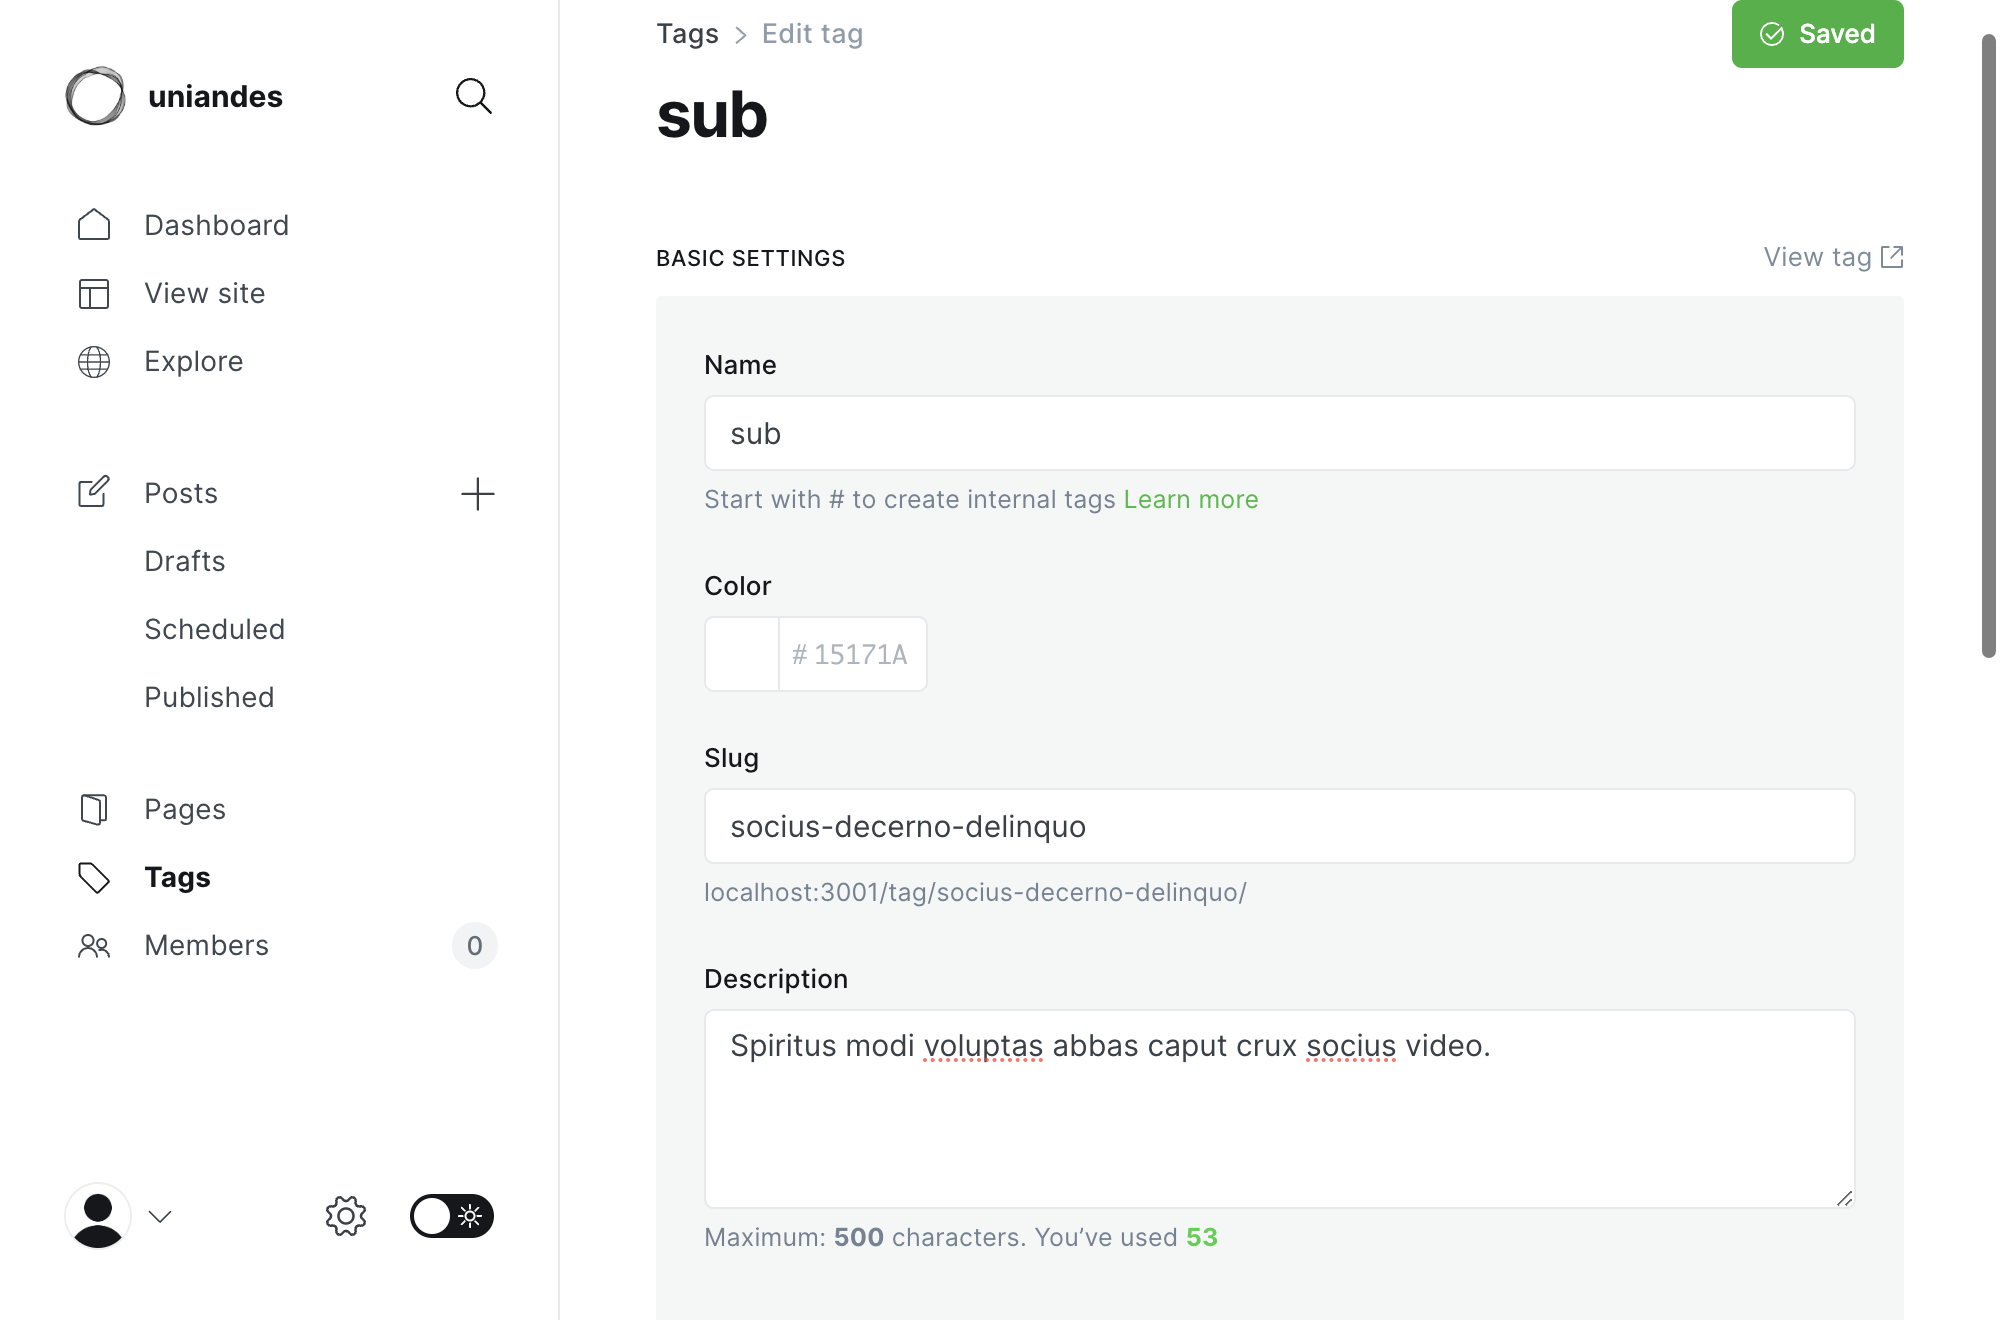 uniandes
Dashboard
View site
Explore
Posts
Drafts
Scheduled
Published
Pages
Tags
Members 0
Tags > Edit tag
Saved
sub
BASIC SETTINGS
View tag
Name
sub
Start with # to create internal tags Learn more
Color
# 15171A
Slug
socius-decerno-delinquo
localhost:3001/tag/socius-decerno-delinquo/
Description
Spiritus modi voluptas abbas caput crux socius video.
Maximum: 500 characters. You’ve used 53